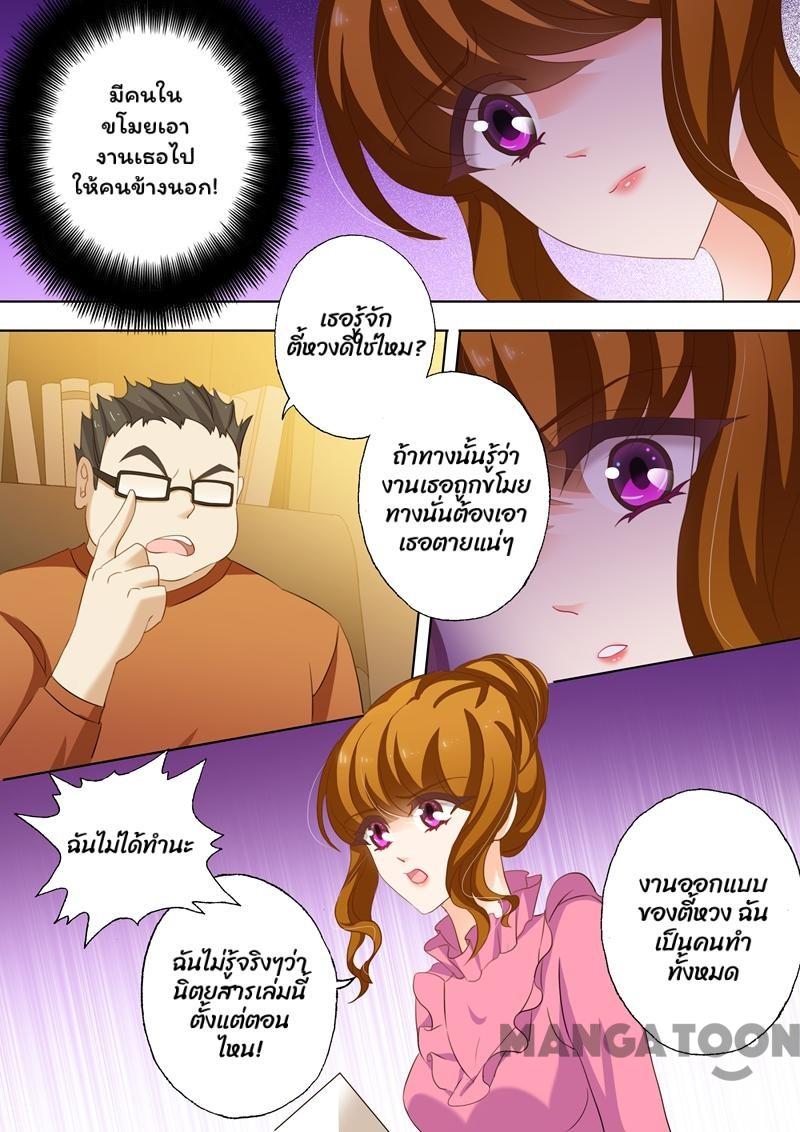 มีคนใน
ขโมยเอา
งานเธอไป
ให้คนข้างนอก!
เธอรู้จัก
ตี้หวงดีใช่ไหม?
ถ้าทางนั้นรู้ว่า
งานเธอถูกขโมย
ทางนั่นต้องเอา
เธอตายแน่ๆ
ฉันไม่ได้ทำนะ
งานออกแบบ
ของตี้หวง ฉัน
เป็นคนทำ
ทั้งหมด
ฉันไม่รู้จริงๆว่า
นิตยสารเล่มนี้
ตั้งแต่ตอน
ไหน!
MANGATOON